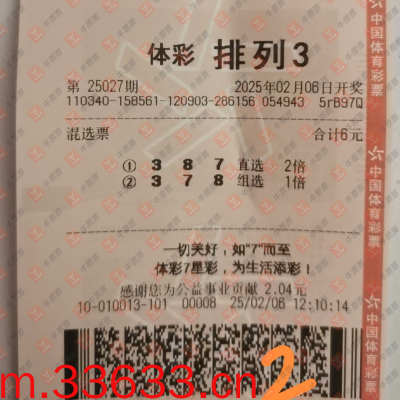 体彩 排列3
第 25027期 2025年02月06日开奖
110340-158561-120903-286156 054943 5rB97Q
混选票 合计6元
① 3 8 7 直选 2倍
② 3 7 8 组选 1倍
一切美好，如“7”而至
体彩7星彩，为生活添彩！
感谢您为公益事业贡献 2.04元
10-010013-101 00008 25/02/06 12:10:14
m.33633.cn
2
中国体育彩票
中国体育彩票
中国体育彩票